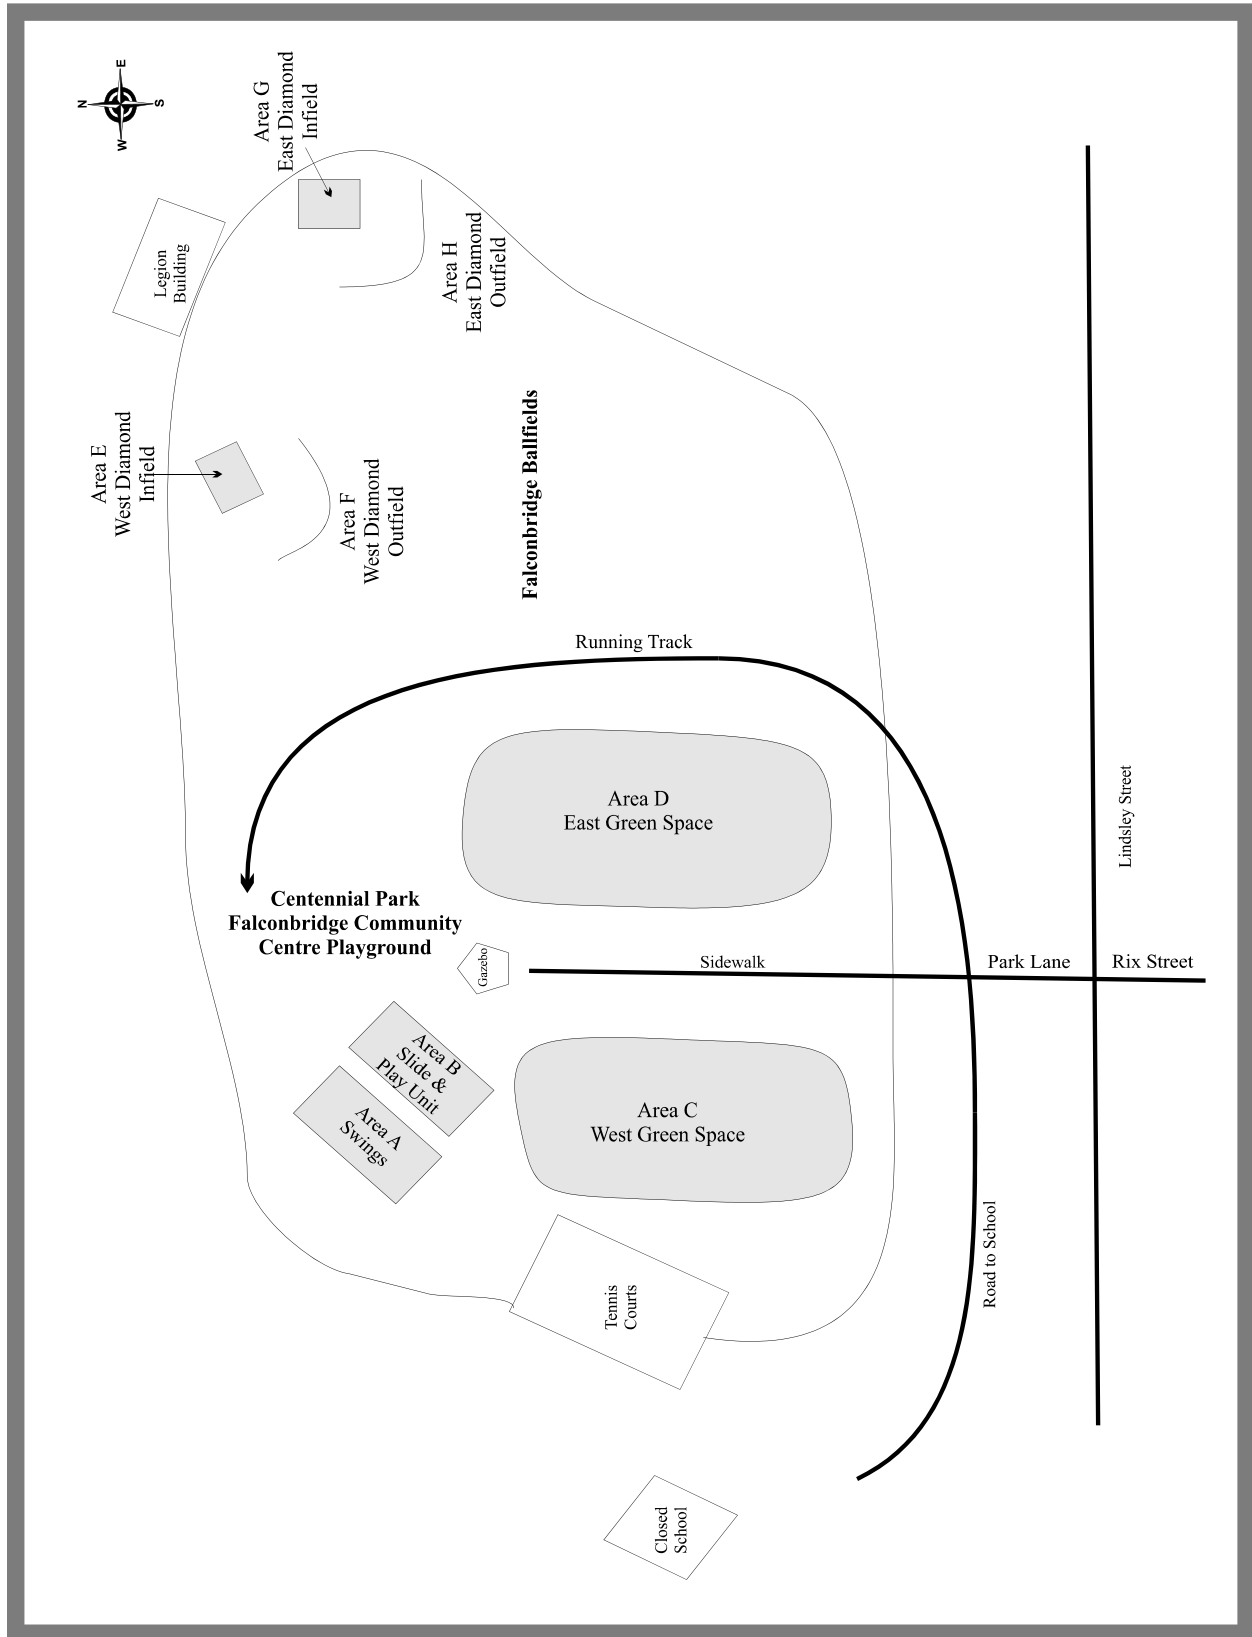 E
N
S
W
Area G
East Diamond
Infield
Legion
Building
Area H
East Diamond
Outfield
Area E
West Diamond
Infield
Area F
West Diamond
Outfield
Falconbridge Ballfields
Running Track
Area D
East Green Space
Lindsley Street
Centennial Park
Falconbridge Community
Centre Playground
Gazebo
Sidewalk
Park Lane
Rix Street
Area B
Slide &
Play Unit
Area A
Swings
Area C
West Green Space
Road to School
Tennis
Courts
Closed
School